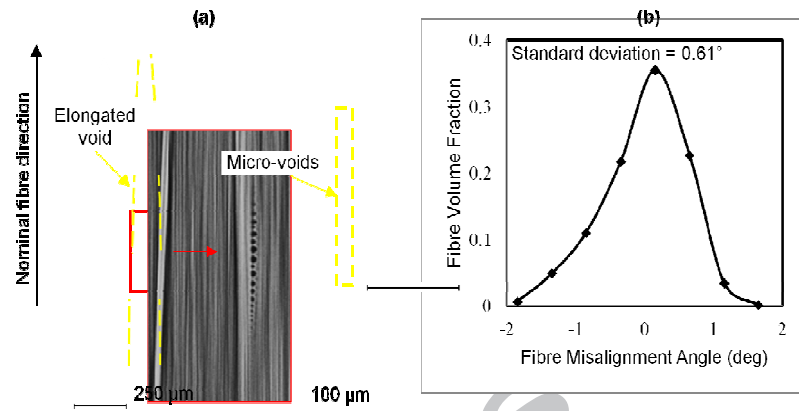 (a)
Nominal fibre direction
Elongated
void
Micro-voids
250 µm
100 µm
(b)
Standard deviation = 0.61°
Fibre Volume Fraction
0.4
0.3
0.2
0.1
0
-2
-1
0
1
2
Fibre Misalignment Angle (deg)